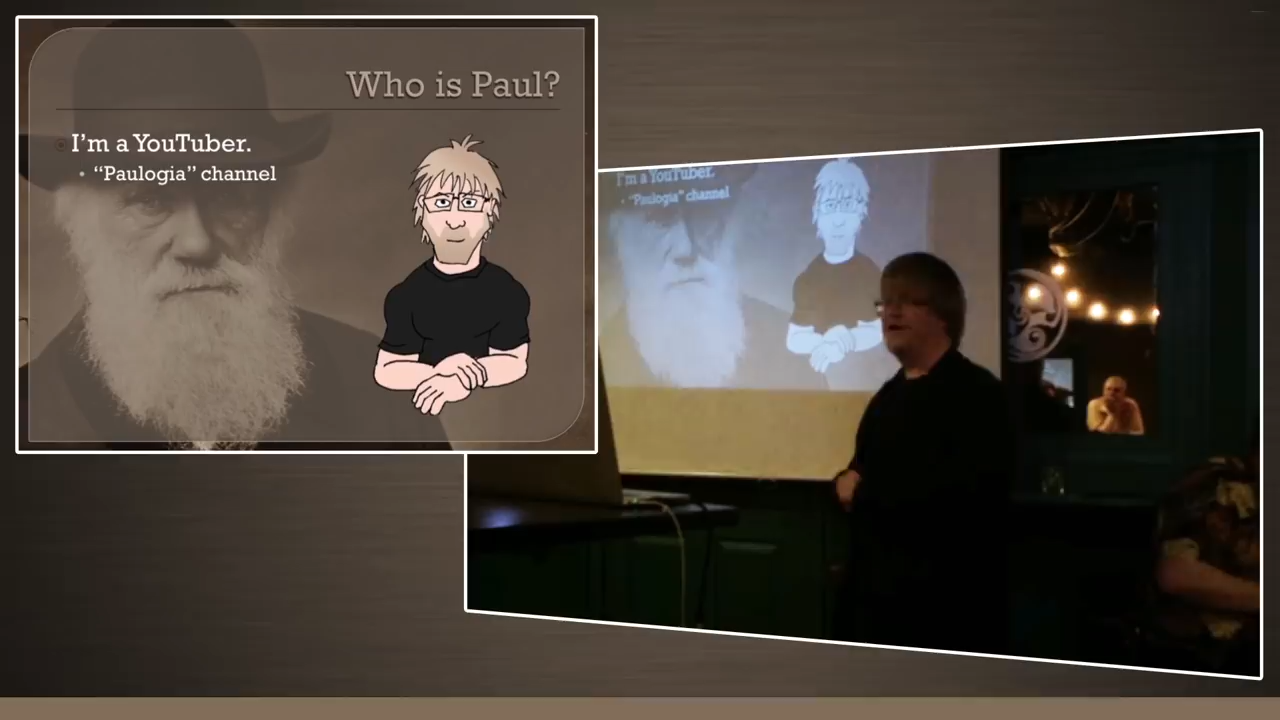 Who is Paul?
I'm a YouTuber.
• “Paulogia” channel
I'm a YouTuber.
• “Paulogia” channel